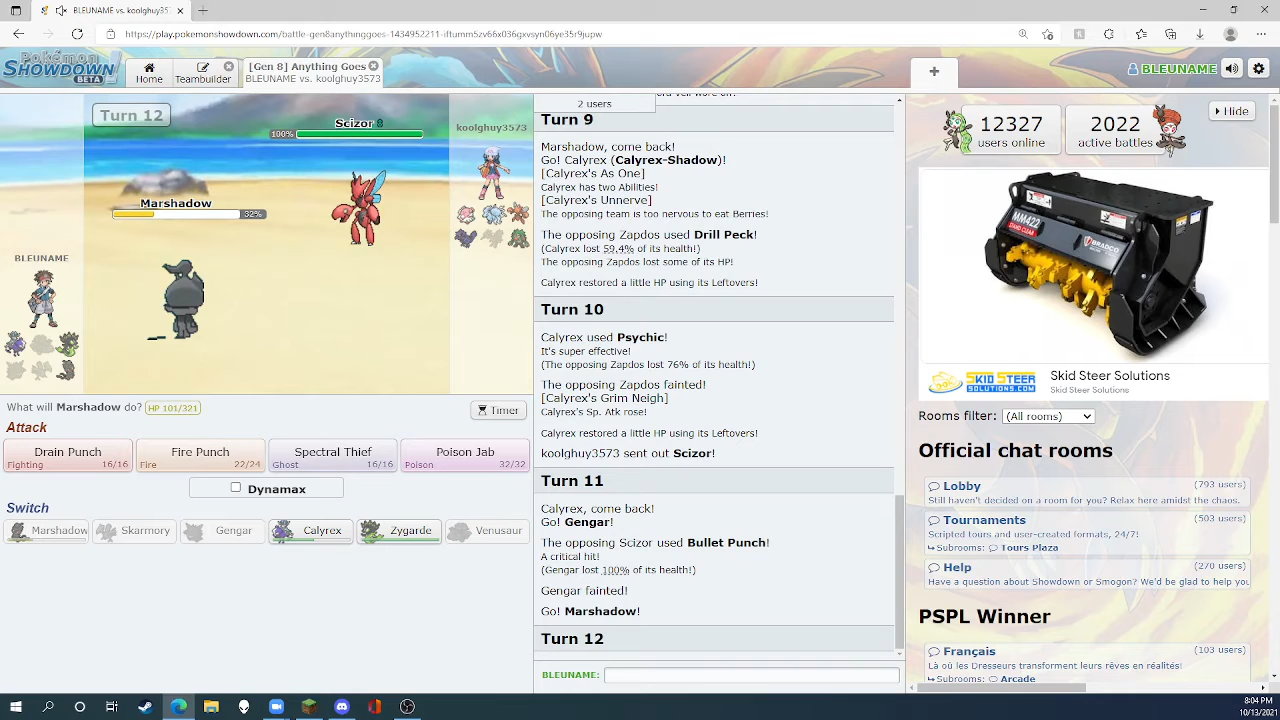 BLEUNAME vs. koolghuy357
https://play.pokemonshowdown.com/battle-gen8anythinggoes-1434952211-iftumm5zv66x036gxvsyn06ye35r9jupw
Pokémon
SHOWDOWN
BETA
Home
Teambuilder
[Gen 8] Anything Goes
BLEUNAME vs. koolghuy3573
BLEUNAME
Turn 12
Scizor
100%
koolghuy3573
Marshadow
32%
BLEUNAME
What will Marshadow do? HP 101/321
Timer
Attack
Drain Punch
Fighting 16/16
Fire Punch
Fire 22/24
Spectral Thief
Ghost 16/16
Poison Jab
Poison 32/32
Dynamax
Switch
Marshadow
Skarmory
Gengar
Calyrex
Zygarde
Venusaur
2 users
Turn 9
Marshadow, come back!
Go! Calyrex (Calyrex-Shadow)!
[Calyrex's As One]
Calyrex has two Abilities!
[Calyrex's Unnerve]
The opposing team is too nervous to eat Berries!
The opposing Zapdos used Drill Peck!
(Calyrex lost 59.4% of its health!)
The opposing Zapdos lost some of its HP!
Calyrex restored a little HP using its Leftovers!
Turn 10
Calyrex used Psychic!
It's super effective!
(The opposing Zapdos lost 76% of its health!)
The opposing Zapdos fainted!
[Calyrex's Grim Neigh]
Calyrex's Sp. Atk rose!
Calyrex restored a little HP using its Leftovers!
koolghuy3573 sent out Scizor!
Turn 11
Calyrex, come back!
Go! Gengar!
The opposing Scizor used Bullet Punch!
A critical hit!
(Gengar lost 100% of its health!)
Gengar fainted!
Go! Marshadow!
Turn 12
BLEUNAME:
12327
users online
2022
active battles
Hide
MM422
STAND CLEAR
BRADCO
SKID STEER
SOLUTIONS.COM
Skid Steer Solutions
Skid Steer Solutions
Rooms filter: (All rooms)
Official chat rooms
Lobby (793 users)
Still haven't decided on a room for you? Relax here amidst the chaos.
Tournaments (503 users)
Scripted tours and user-created formats, 24/7!
Subrooms: Tours Plaza
Help (270 users)
Have a question about Showdown or Smogon? We'd be glad to help you
PSPL Winner
Français (103 users)
Là où les Dresseurs transforment leurs rêves en réalités!
Subrooms: Arcade
8:04 PM
10/13/2021